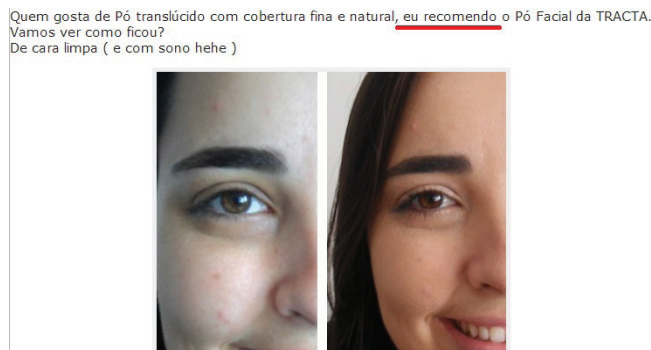 Quem gosta de Pó translúcido com cobertura fina e natural, eu recomendo o Pó Facial da TRACTA.
Vamos ver como ficou?
De cara limpa ( e com sono hehe )